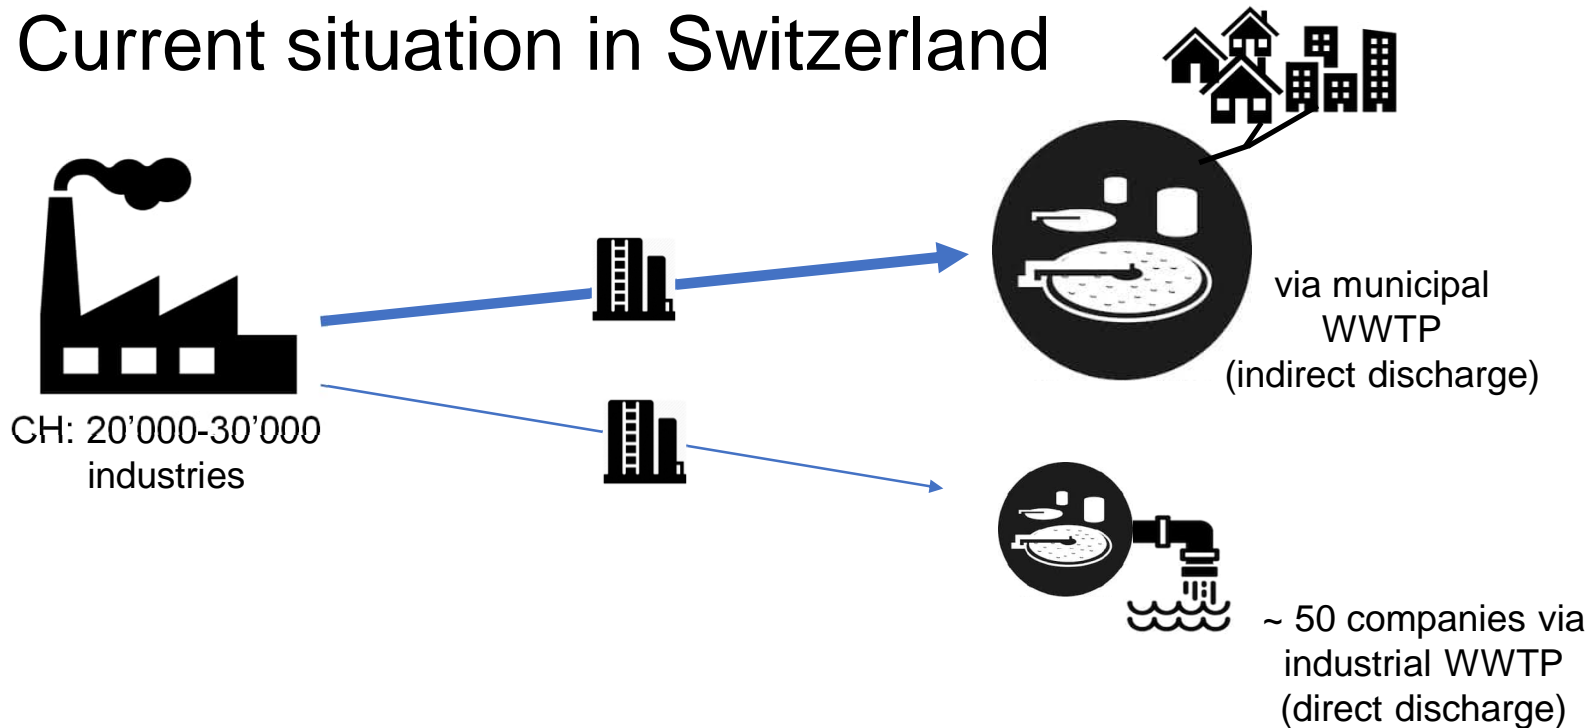 Current situation in Switzerland
via municipal
WWTP
(indirect discharge)
CH: 20’000-30’000
industries
~ 50 companies via
industrial WWTP
(direct discharge)